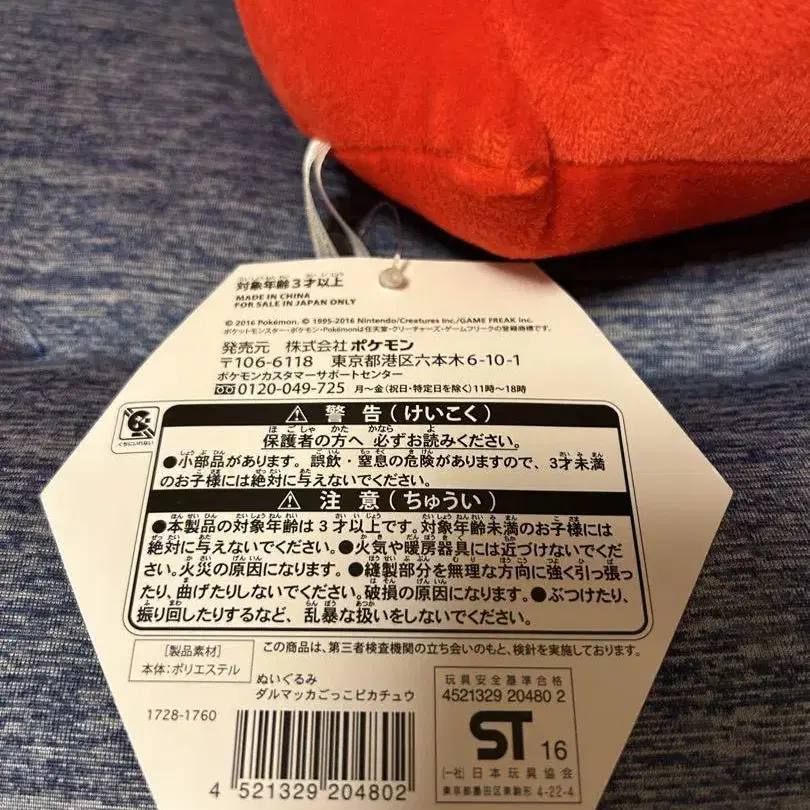 対象年齢3才以上
MADE IN CHINA
FOR SALE IN JAPAN ONLY
© 2016 Pokémon. © 1995-2016 Nintendo/Creatures Inc./GAME FREAK Inc.
ポケットモンスター・ポケモン・Pokémonは任天堂・クリーチャーズ・ゲームフリークの登録商標です。
発売元 株式会社ポケモン
〒106-6118 東京都港区六本木6-10-1
ポケモンカスタマーサポートセンター
0120-049-725 月〜金(祝日・特定日を除く)11時〜18時
くちにいれない
警告(けいこく)
保護者の方へ 必ずお読みください。
●小部品があります。誤飲・窒息の危険がありますので、3才未満
のお子様には絶対に与えないでください。
注意(ちゅうい)
●本製品の対象年齢は3才以上です。対象年齢未満のお子様には
絶対に与えないでください。●火気や暖房器具には近づけないでくだ
さい。火災の原因になります。●縫製部分を無理な方向に強く引っ張っ
たり、曲げたりしないでください。破損の原因になります。●ぶつけたり、
振り回したりするなど、乱暴な扱いをしないでください。
[製品素材]
本体:ポリエステル
この商品は、第三者検査機関の立ち会いのもと、検針を実施しております。
ぬいぐるみ
ダルマッカごっこピカチュウ
1728-1760
4 521329 204802
玩具安全基準合格
4521329 20480 2
ST 16
(一社)日本玩具協会
東京都墨田区東駒形 4-22-4